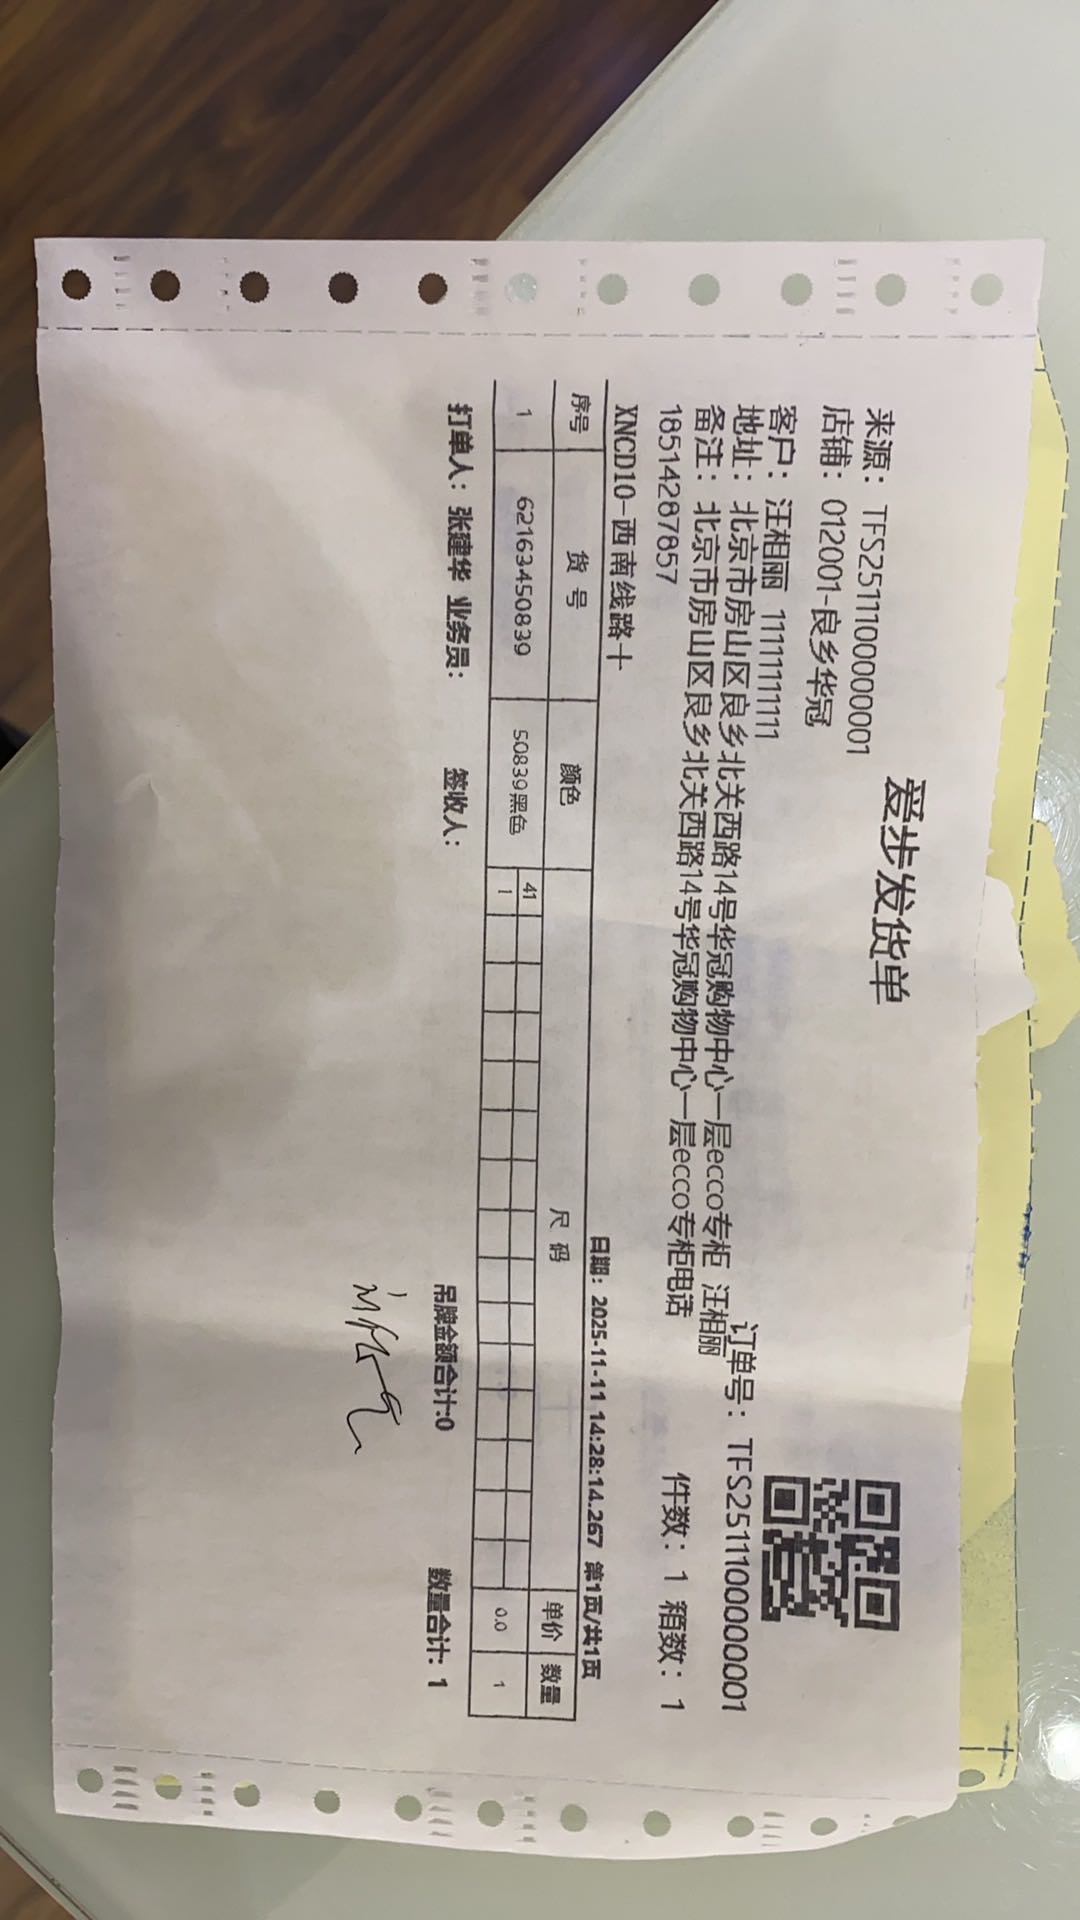 爱步发货单
来源：TFS2511100000001
店铺：012001-良乡华冠
订单号：TFS2511100000001
客户：汪相丽 11111111111
地址：北京市房山区良乡北关西路14号华冠购物中心一层ecco专柜 汪相丽
备注：北京市房山区良乡北关西路14号华冠购物中心一层ecco专柜电话
18514287857
件数：1 箱数：1
XNCD10-西南线路十
日期：2025-11-11 14:28:14.267 第1页/共1页
序号 货号 颜色 尺码 单价 数量
1 62163450839 50839黑色 41 0.0 1
1
打单人：张建华 业务员： 签收人： 吊牌金额合计:0 数量合计：1